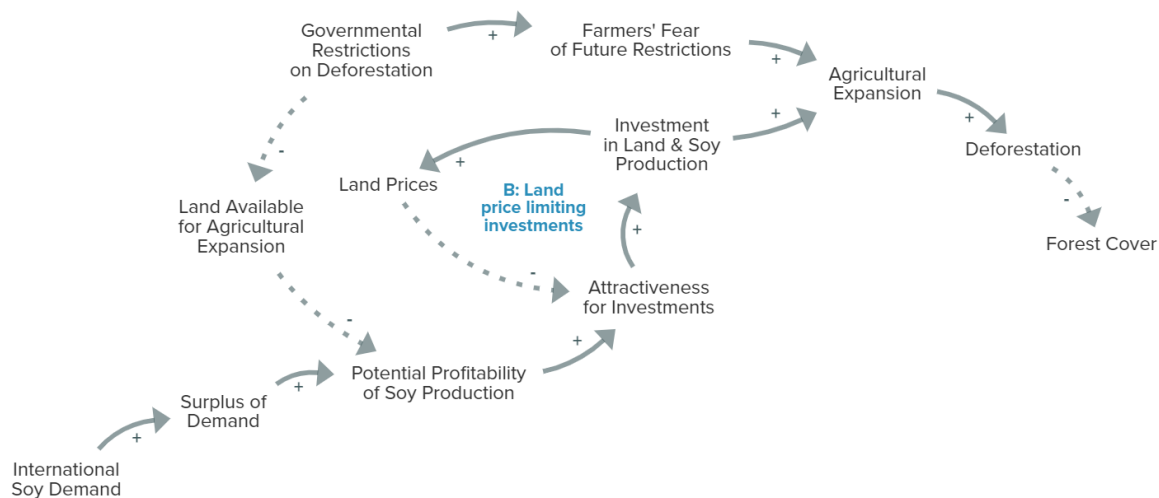 Governmental
Restrictions
on Deforestation
+
Farmers' Fear
of Future Restrictions
+
Agricultural
Expansion
+
Deforestation
-
Forest Cover
-
Land Available
for Agricultural
Expansion
-
Investment
in Land & Soy
Production
+
+
Land Prices
B: Land
price limiting
investments
-
+
Attractiveness
for Investments
+
Potential Profitability
of Soy Production
+
Surplus of
Demand
+
International
Soy Demand